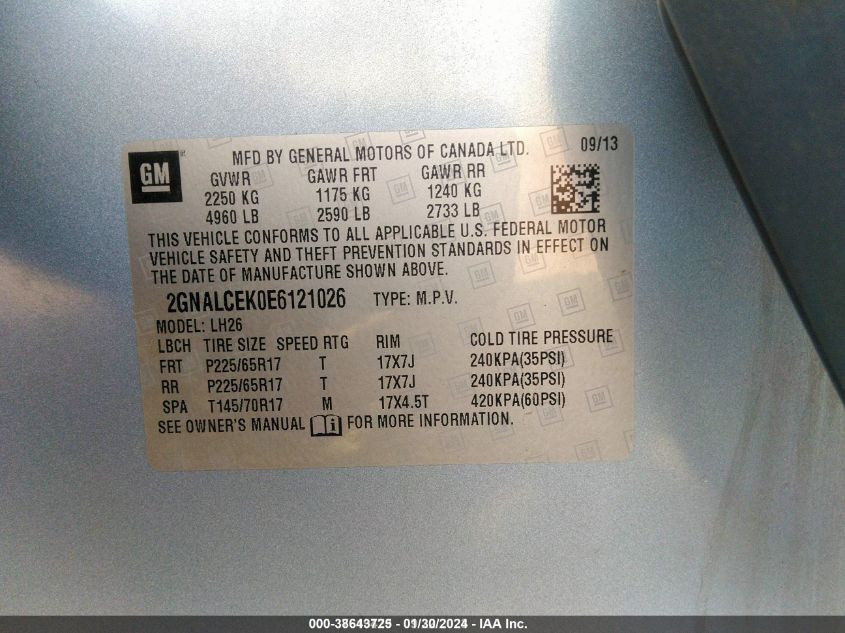 GM
MFD BY GENERAL MOTORS OF CANADA LTD. 09/13
GVWR GAWR FRT GAWR RR
2250 KG 1175 KG 1240 KG
4960 LB 2590 LB 2733 LB
THIS VEHICLE CONFORMS TO ALL APPLICABLE U.S. FEDERAL MOTOR
VEHICLE SAFETY AND THEFT PREVENTION STANDARDS IN EFFECT ON
THE DATE OF MANUFACTURE SHOWN ABOVE.
2GNALCEK0E6121026 TYPE: M.P.V.
MODEL: LH26
LBCH TIRE SIZE SPEED RTG RIM COLD TIRE PRESSURE
FRT P225/65R17 T 17X7J 240KPA(35PSI)
RR P225/65R17 T 17X7J 240KPA(35PSI)
SPA T145/70R17 M 17X4.5T 420KPA(60PSI)
SEE OWNER'S MANUAL FOR MORE INFORMATION.
000-38643725 - 01/30/2024 - IAA Inc.